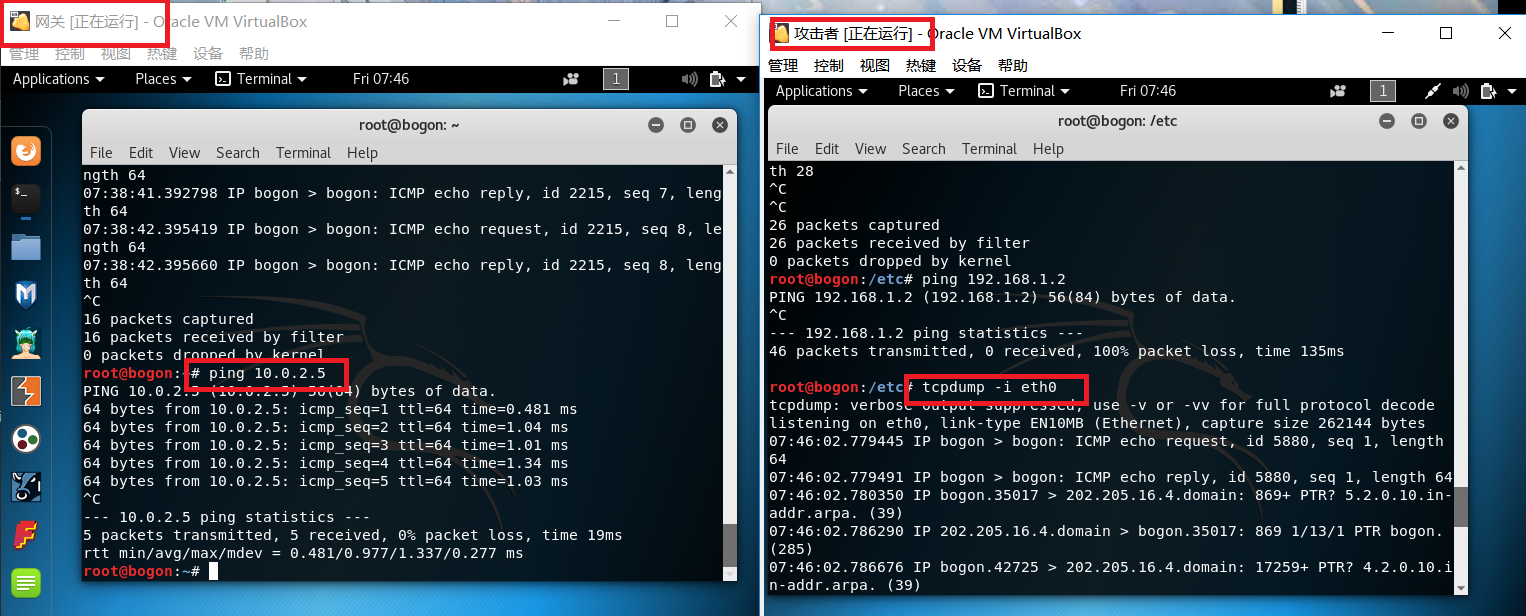 网关 [正在运行] - Oracle VM VirtualBox
管理 控制 视图 热键 设备 帮助
Applications Places Terminal Fri 07:46 1
root@bogon: ~
File Edit View Search Terminal Help
ngth 64
07:38:41.392798 IP bogon > bogon: ICMP echo reply, id 2215, seq 7, leng
th 64
07:38:42.395419 IP bogon > bogon: ICMP echo request, id 2215, seq 8, le
ngth 64
07:38:42.395660 IP bogon > bogon: ICMP echo reply, id 2215, seq 8, leng
th 64
^C
16 packets captured
16 packets received by filter
0 packets dropped by kernel
root@bogon:~# ping 10.0.2.5
PING 10.0.2.5 (10.0.2.5) 56(84) bytes of data.
64 bytes from 10.0.2.5: icmp_seq=1 ttl=64 time=0.481 ms
64 bytes from 10.0.2.5: icmp_seq=2 ttl=64 time=1.04 ms
64 bytes from 10.0.2.5: icmp_seq=3 ttl=64 time=1.01 ms
64 bytes from 10.0.2.5: icmp_seq=4 ttl=64 time=1.34 ms
64 bytes from 10.0.2.5: icmp_seq=5 ttl=64 time=1.03 ms
^C
--- 10.0.2.5 ping statistics ---
5 packets transmitted, 5 received, 0% packet loss, time 19ms
rtt min/avg/max/mdev = 0.481/0.977/1.337/0.277 ms
root@bogon:~#
攻击者 [正在运行] - Oracle VM VirtualBox
管理 控制 视图 热键 设备 帮助
Applications Places Terminal Fri 07:46 1
root@bogon: /etc
File Edit View Search Terminal Help
th 28
^C
^C
26 packets captured
26 packets received by filter
0 packets dropped by kernel
root@bogon:/etc# ping 192.168.1.2
PING 192.168.1.2 (192.168.1.2) 56(84) bytes of data.
^C
--- 192.168.1.2 ping statistics ---
46 packets transmitted, 0 received, 100% packet loss, time 135ms
root@bogon:/etc# tcpdump -i eth0
tcpdump: verbose output suppressed, use -v or -vv for full protocol decode
listening on eth0, link-type EN10MB (Ethernet), capture size 262144 bytes
07:46:02.779445 IP bogon > bogon: ICMP echo request, id 5880, seq 1, length
64
07:46:02.779491 IP bogon > bogon: ICMP echo reply, id 5880, seq 1, length 64
07:46:02.780350 IP bogon.35017 > 202.205.16.4.domain: 869+ PTR? 5.2.0.10.in-
addr.arpa. (39)
07:46:02.786290 IP 202.205.16.4.domain > bogon.35017: 869 1/13/1 PTR bogon.
(285)
07:46:02.786676 IP bogon.42725 > 202.205.16.4.domain: 17259+ PTR? 4.2.0.10.i
n-addr.arpa. (39)